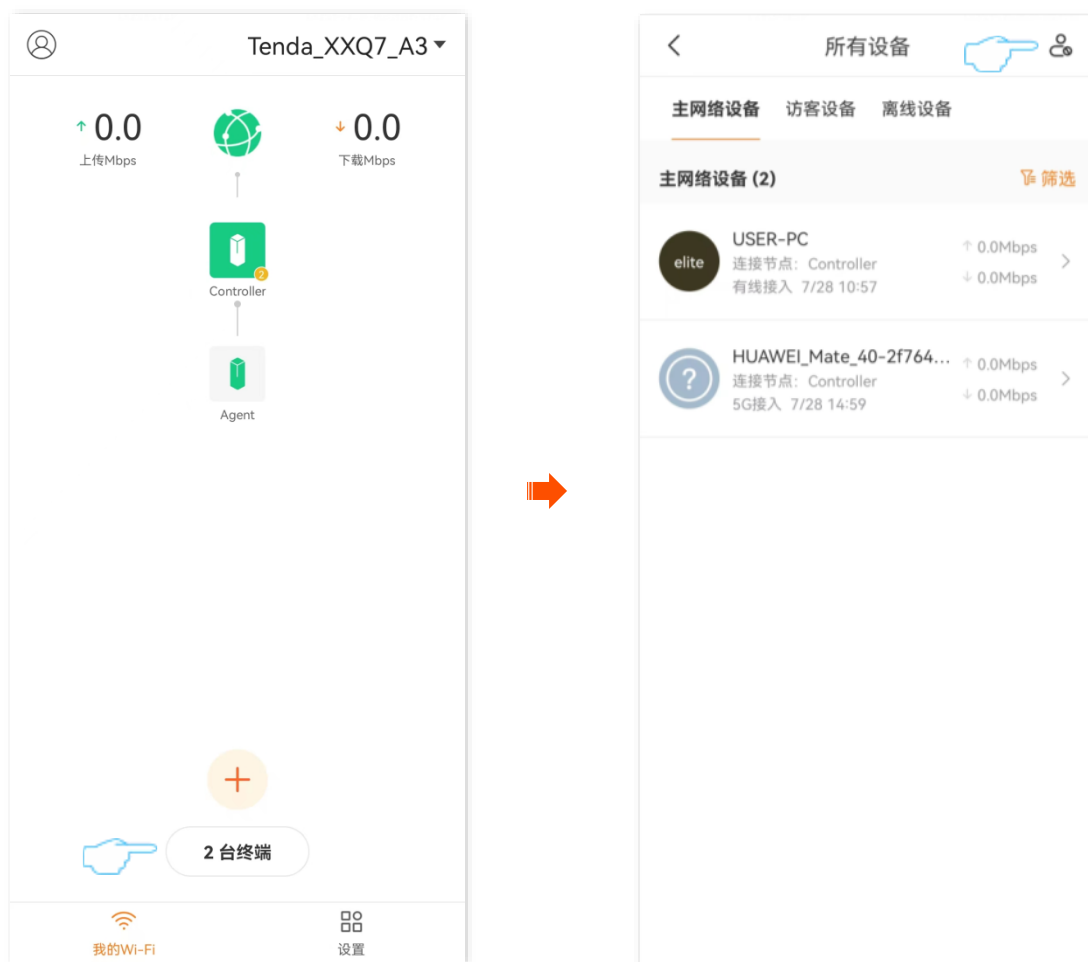 Tenda_XXQ7_A3
↑ 0.0
上传Mbps
↓ 0.0
下载Mbps
2
Controller
Agent
2 台终端
我的Wi-Fi
设置
所有设备
主网络设备 访客设备 离线设备
主网络设备 (2)
筛选
elite
USER-PC
连接节点: Controller
有线接入 7/28 10:57
↑ 0.0Mbps
↓ 0.0Mbps
?
HUAWEI_Mate_40-2f764...
连接节点: Controller
5G接入 7/28 14:59
↑ 0.0Mbps
↓ 0.0Mbps